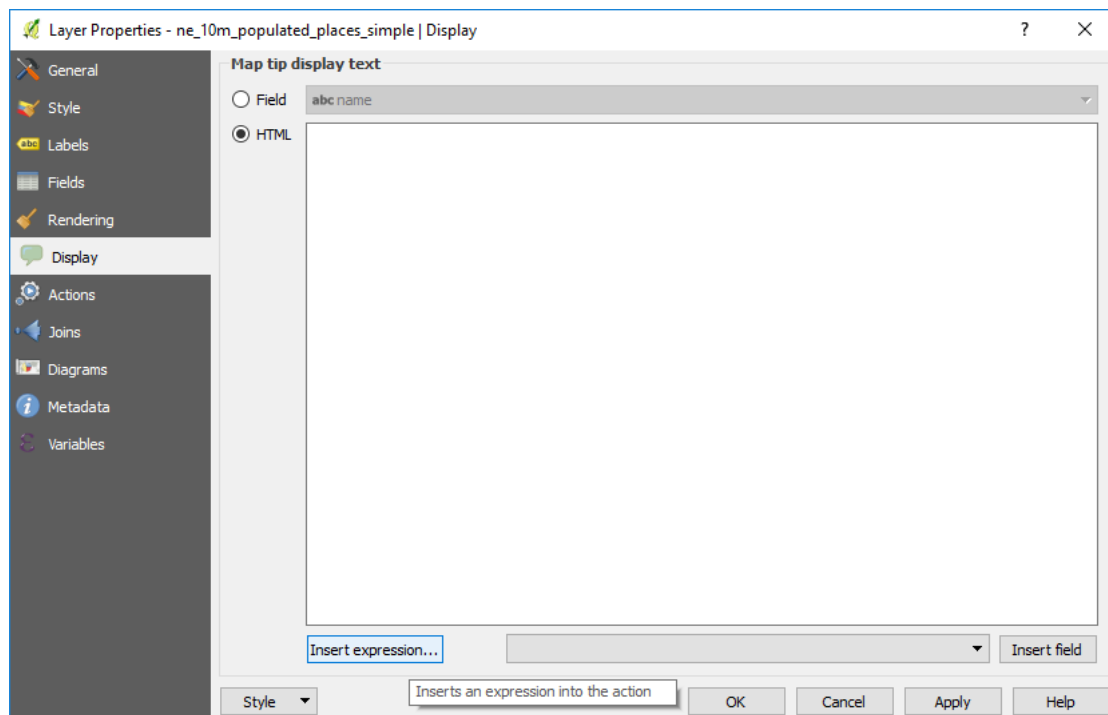 Layer Properties - ne_10m_populated_places_simple | Display
?
General
Style
Labels
Fields
Rendering
Display
Actions
Joins
Diagrams
Metadata
Variables
Map tip display text
Field
abc name
HTML
Insert expression...
Insert field
Inserts an expression into the action
Style
OK
Cancel
Apply
Help